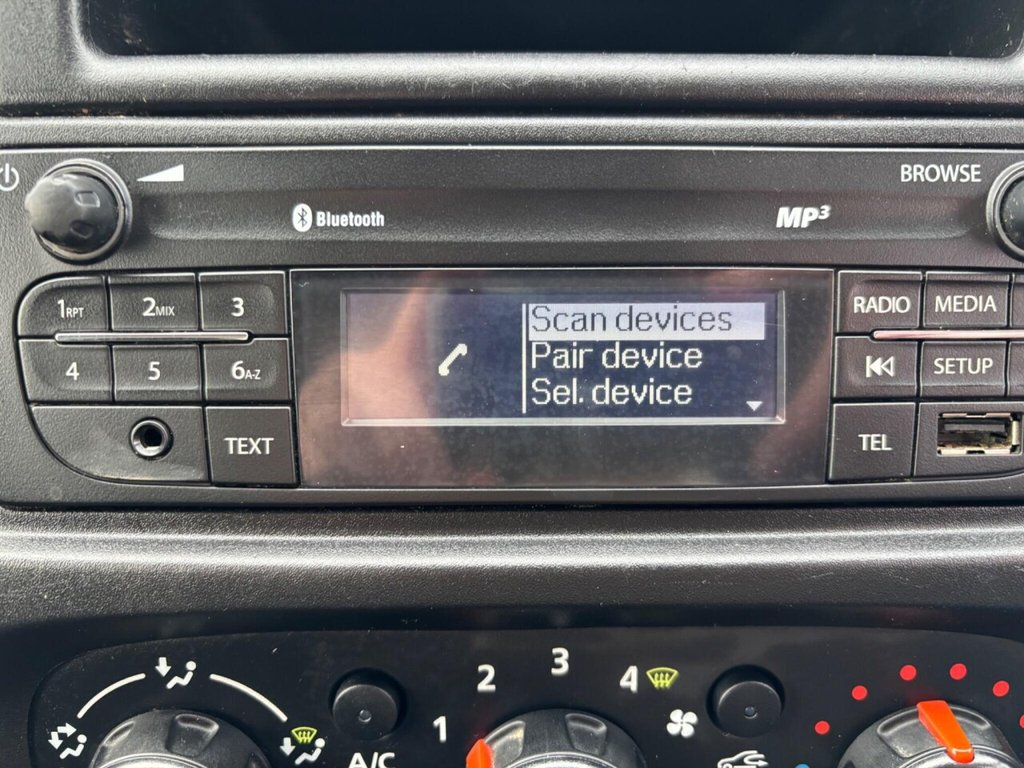 BROWSE
Bluetooth MP3
1RPT 2MIX 3 RADIO MEDIA
Scan devices
Pair device
Sel. device
4 5 6A-Z SETUP
TEXT TEL
1 2 3 4
A/C